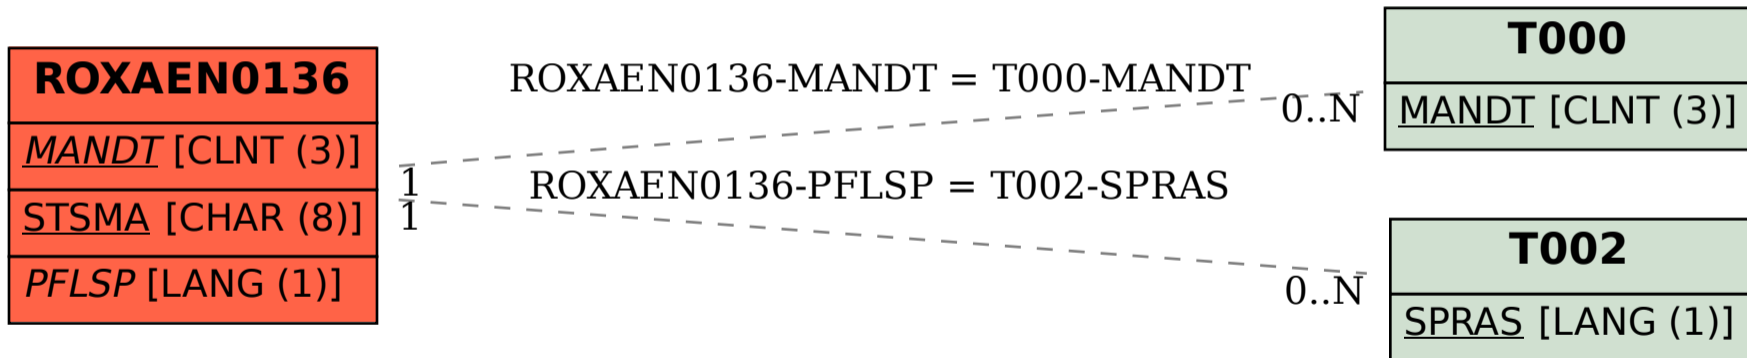 ROXAEN0136
MANDT [CLNT (3)]
STSMA [CHAR (8)]
PFLSP [LANG (1)]
ROXAEN0136-MANDT = T000-MANDT
0..N
1
ROXAEN0136-PFLSP = T002-SPRAS
1
0..N
T000
MANDT [CLNT (3)]
T002
SPRAS [LANG (1)]